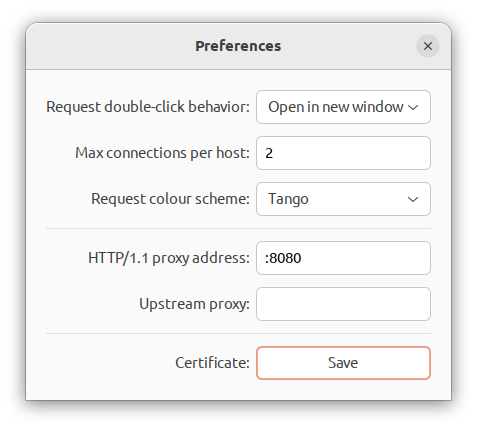 Preferences
Request double-click behavior: Open in new window
Max connections per host: 2
Request colour scheme: Tango
HTTP/1.1 proxy address: :8080
Upstream proxy:
Certificate: Save